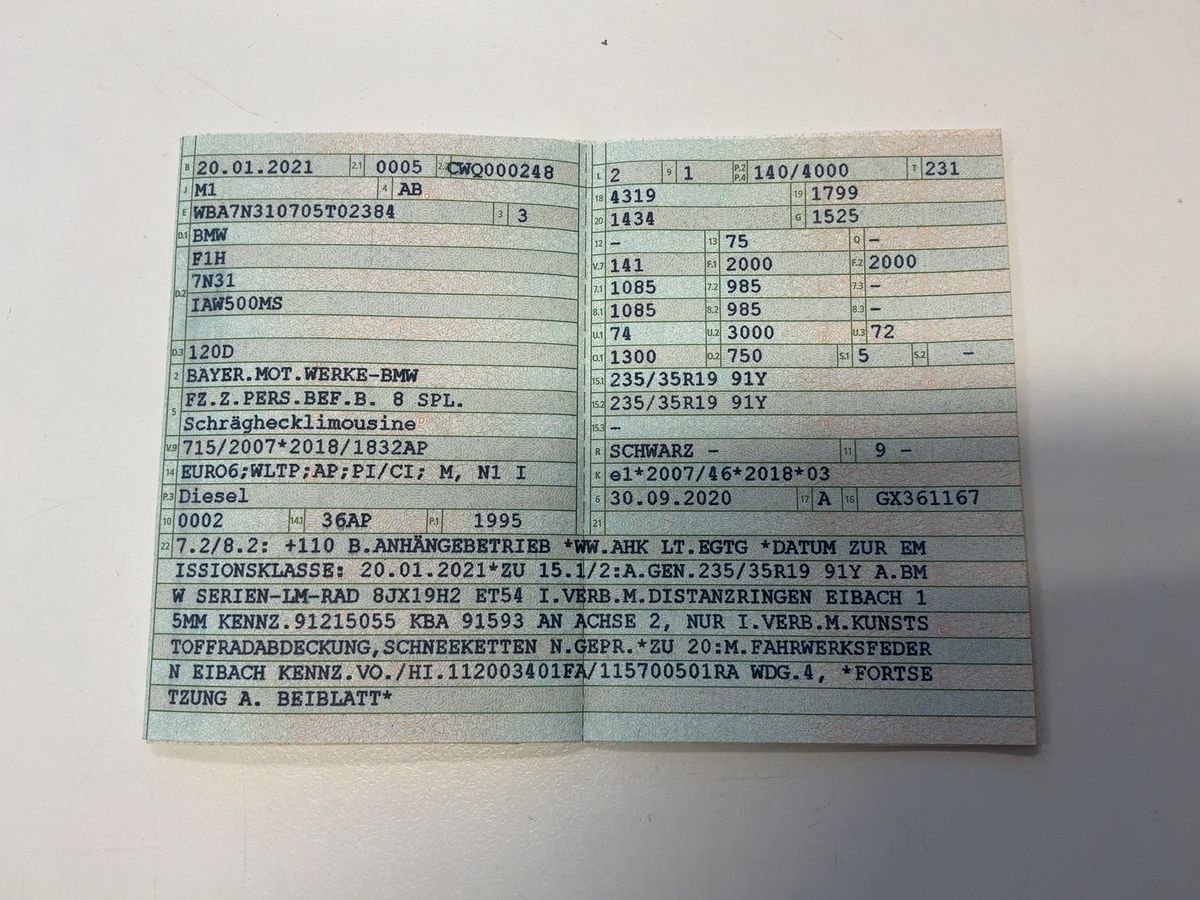 B 20.01.2021 2.1 0005 2.2 CWQ000248
J M1 4 AB
E WBA7N310705T02384 3 3
D.1 BMW
F1H
7N31
D.2 IAW500MS
D.3 120D
2 BAYER.MOT.WERKE-BMW
5 FZ.Z.PERS.BEF.B. 8 SPL.
Schräghecklimousine
V.9 715/2007*2018/1832AP
14 EURO6;WLTP;AP;PI/CI; M, N1 I
P.3 Diesel
10 0002 14.1 36AP P.1 1995
L 2 9 1 P.2 P.4 140/4000 T 231
18 4319 19 1799
20 1434 G 1525
12 – 13 75 Q –
V.7 141 F.1 2000 F.2 2000
7.1 1085 7.2 985 7.3 –
8.1 1085 8.2 985 8.3 –
U.1 74 U.2 3000 U.3 72
O.1 1300 O.2 750 S.1 5 S.2 –
15.1 235/35R19 91Y
15.2 235/35R19 91Y
15.3 –
R SCHWARZ – 11 9 –
K e1*2007/46*2018*03
6 30.09.2020 17 A 16 GX361167
21
22 7.2/8.2: +110 B.ANHÄNGEBETRIEB *WW.AHK LT.EGTG *DATUM ZUR EM
ISSIONSKLASSE: 20.01.2021*ZU 15.1/2:A.GEN.235/35R19 91Y A.BM
W SERIEN-LM-RAD 8JX19H2 ET54 I.VERB.M.DISTANZRINGEN EIBACH 1
5MM KENNZ.91215055 KBA 91593 AN ACHSE 2, NUR I.VERB.M.KUNSTS
TOFFRADABDECKUNG,SCHNEEKETTEN N.GEPR.*ZU 20:M.FAHRWERKSFEDER
N EIBACH KENNZ.VO./HI.112003401FA/115700501RA WDG.4, *FORTSE
TZUNG A. BEIBLATT*